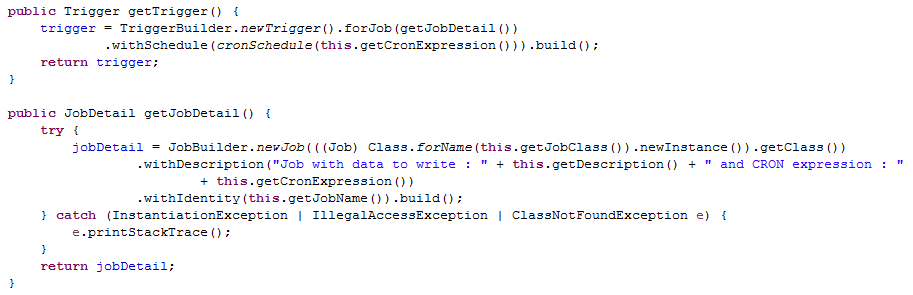 public Trigger getTrigger() {
    trigger = TriggerBuilder.newTrigger().forJob(getJobDetail())
            .withSchedule(cronSchedule(this.getCronExpression())).build();
    return trigger;
}

public JobDetail getJobDetail() {
    try {
        jobDetail = JobBuilder.newJob(((Job) Class.forName(this.getJobClass()).newInstance()).getClass())
                .withDescription("Job with data to write : " + this.getDescription() + " and CRON expression : "
                        + this.getCronExpression())
                .withIdentity(this.getJobName()).build();
    } catch (InstantiationException | IllegalAccessException | ClassNotFoundException e) {
        e.printStackTrace();
    }
    return jobDetail;
}